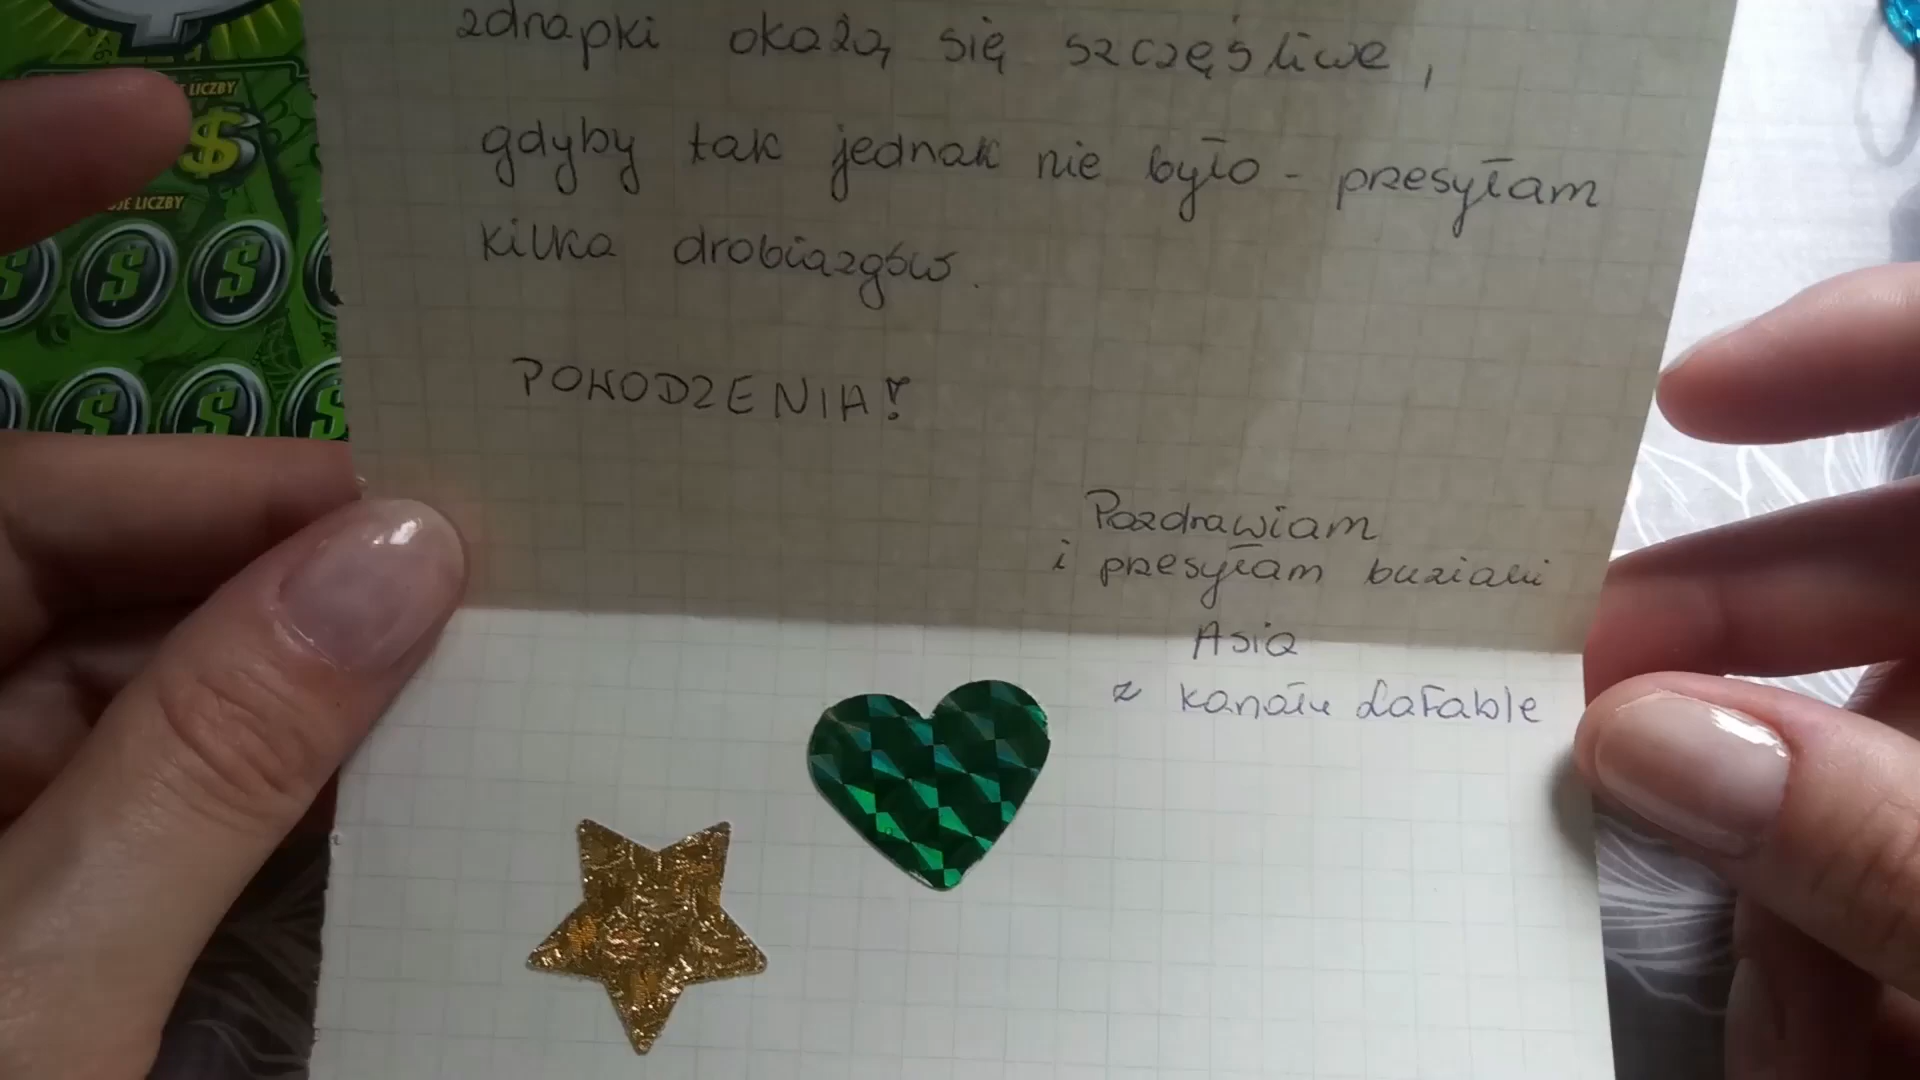 LICZBY
$
JE LICZBY
zdrapki okażą się szczęśliwe,
gdyby tak jednak nie było - przesyłam
kilka drobiazgów.
POWODZENIA!
Pozdrawiam
i przesyłam buziaki
Asia
z kanału LaFable